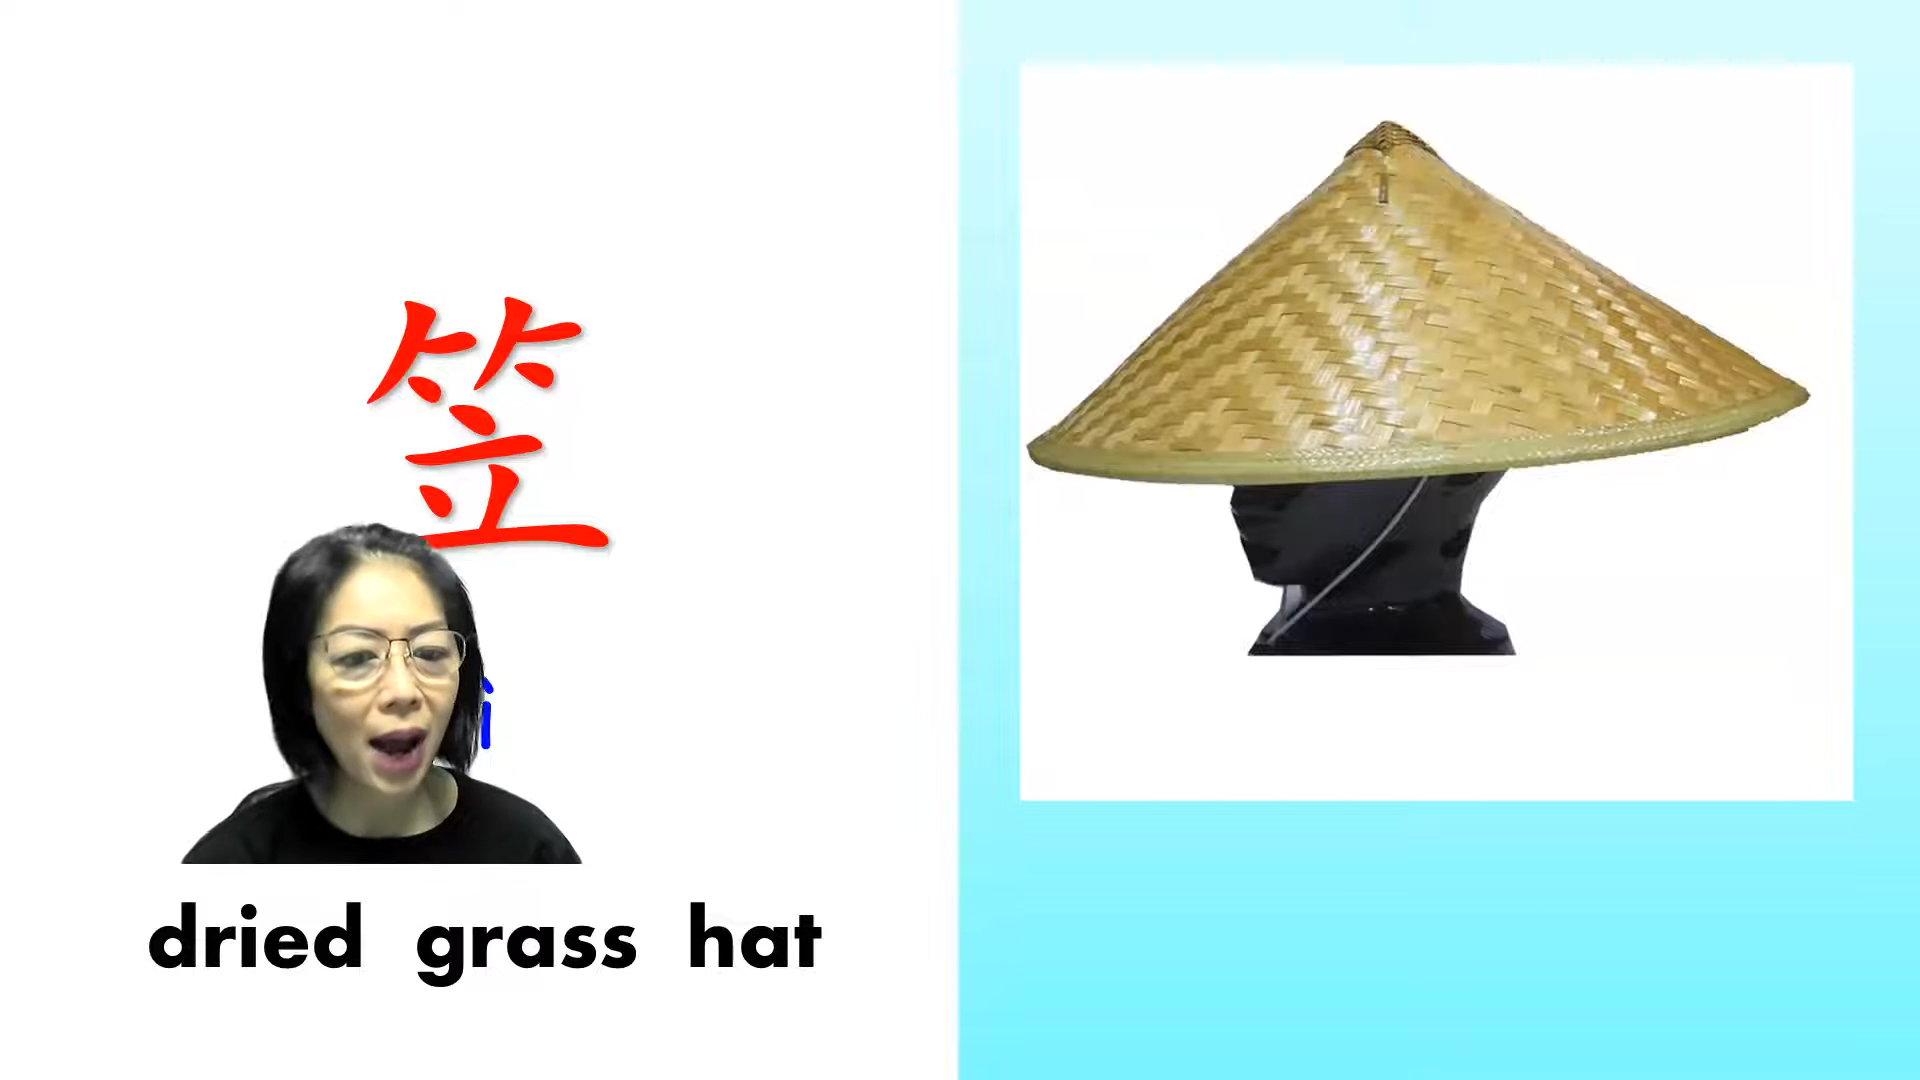 笠
dried grass hat